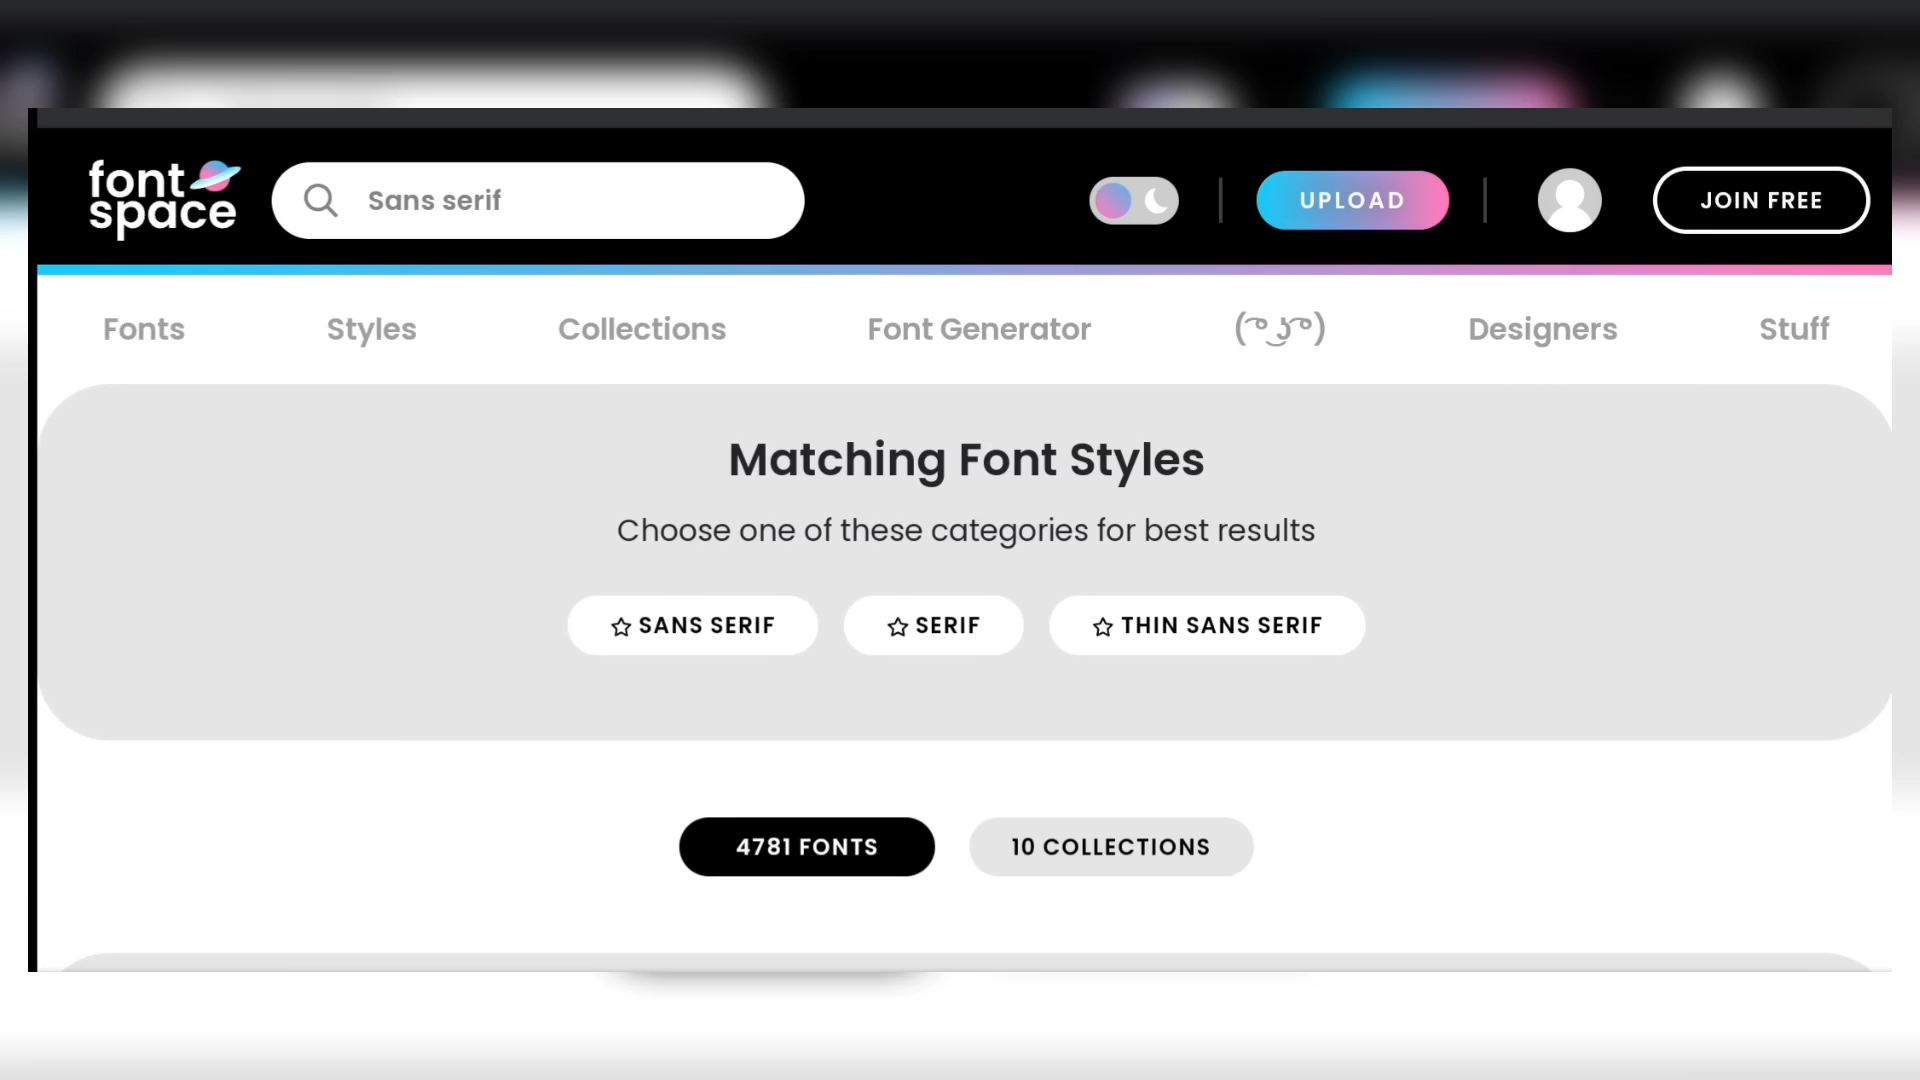 font
space
Sans serif
UPLOAD
JOIN FREE
Fonts
Styles
Collections
Font Generator
( ͡° ͜ʖ ͡°)
Designers
Stuff
Matching Font Styles
Choose one of these categories for best results
SANS SERIF
SERIF
THIN SANS SERIF
4781 FONTS
10 COLLECTIONS